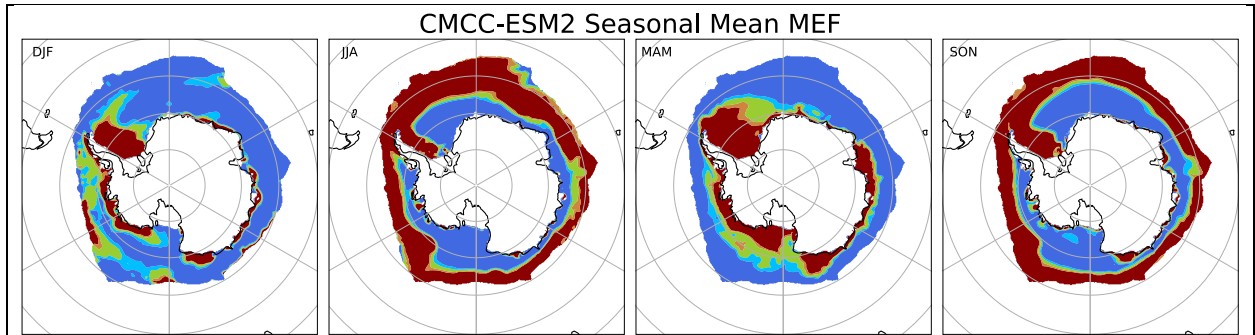 CMCC-ESM2 Seasonal Mean MEF
DJF
JJA
MAM
SON